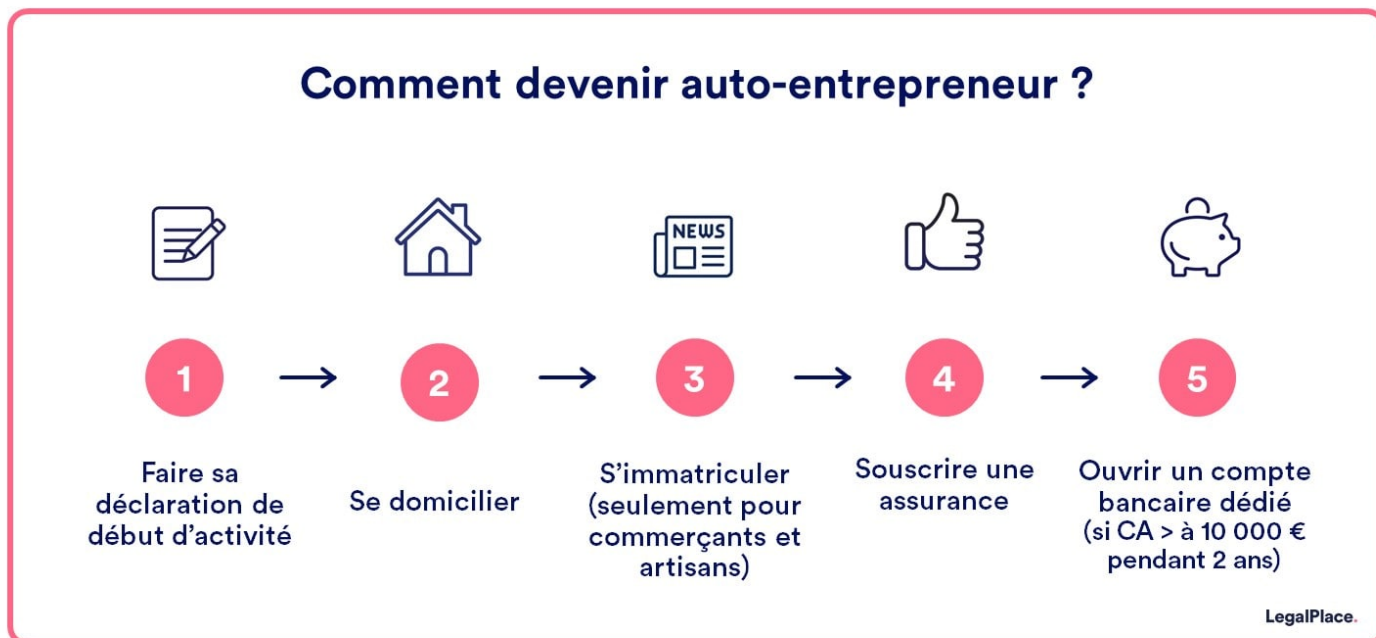 Comment devenir auto-entrepreneur ?
NEWS
1
2
3
4
5
Faire sa
déclaration de
début d'activité
Se domicilier
S'immatriculer
(seulement pour
commerçants et
artisans)
Souscrire une
assurance
Ouvrir un compte
bancaire dédié
(si CA > à 10 000 €
pendant 2 ans)
LegalPlace.